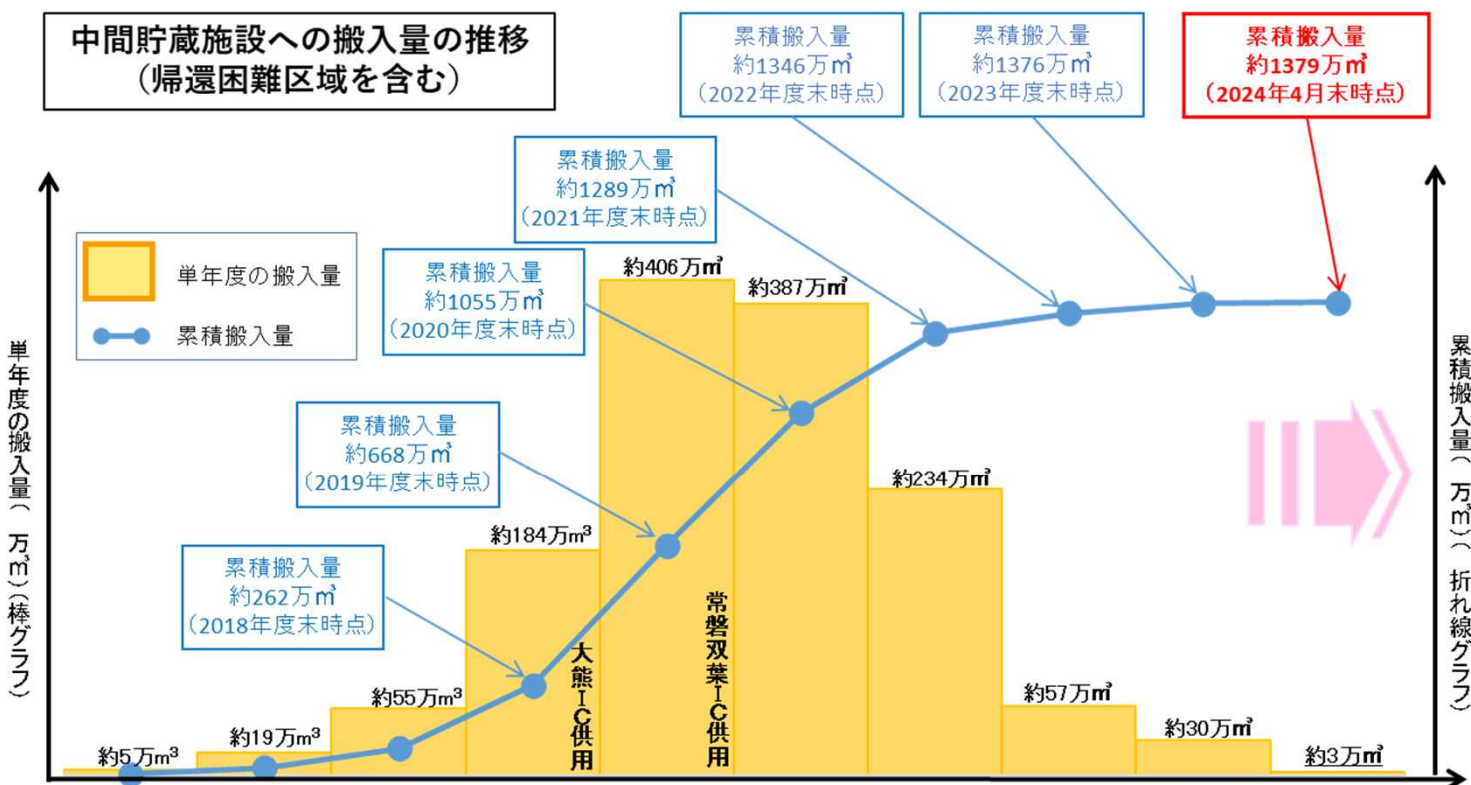 中間貯蔵施設への搬入量の推移
(帰還困難区域を含む)
累積搬入量
約1346万㎥
(2022年度末時点)
累積搬入量
約1376万㎥
(2023年度末時点)
累積搬入量
約1379万㎥
(2024年4月末時点)
累積搬入量
約1289万㎥
(2021年度末時点)
単年度の搬入量
累積搬入量
累積搬入量
約1055万㎥
(2020年度末時点)
累積搬入量
約668万㎥
(2019年度末時点)
累積搬入量
約262万㎥
(2018年度末時点)
約5万m³
約19万m³
約55万m³
約184万m³
約406万㎥
約387万㎥
約234万㎥
約57万㎥
約30万㎥
約3万㎥
大熊IC供用
常磐双葉IC供用
単年度の搬入量( 万㎥)(棒グラフ)
累積搬入量( 万㎥)( 折れ線グラフ)